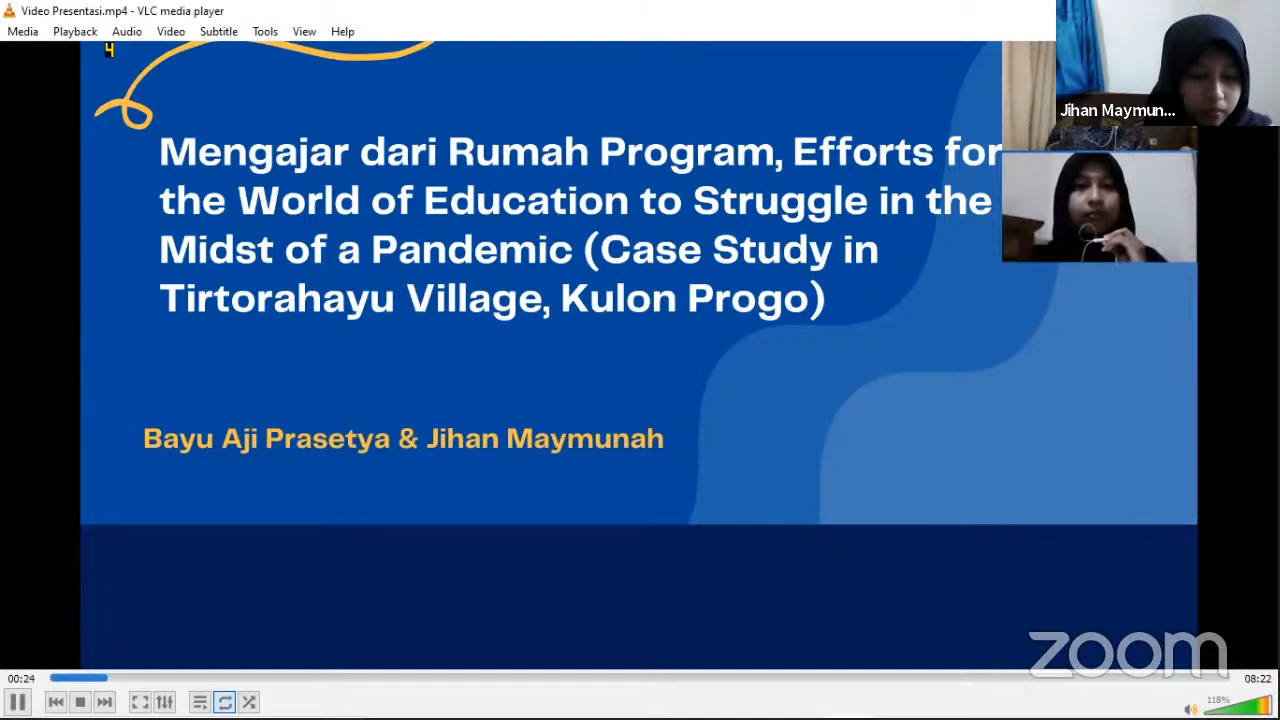 Video Presentasi.mp4 - VLC media player
Media Playback Audio Video Subtitle Tools View Help
4
Jihan Maymun...
Mengajar dari Rumah Program, Efforts for
the World of Education to Struggle in the
Midst of a Pandemic (Case Study in
Tirtorahayu Village, Kulon Progo)
Bayu Aji Prasetya & Jihan Maymunah
zoom
00:24
08:22
118%